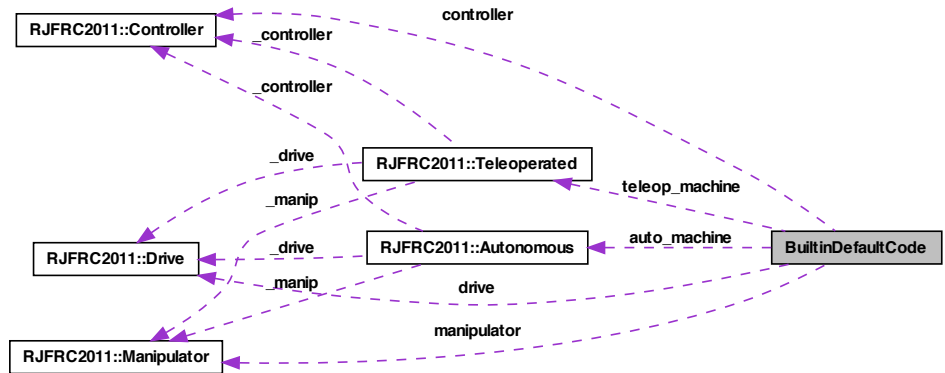 controller
RJFRC2011::Controller
_controller
_controller
_drive
RJFRC2011::Teleoperated
teleop_machine
_manip
auto_machine
RJFRC2011::Autonomous
BuiltinDefaultCode
_drive
RJFRC2011::Drive
_manip
drive
manipulator
RJFRC2011::Manipulator